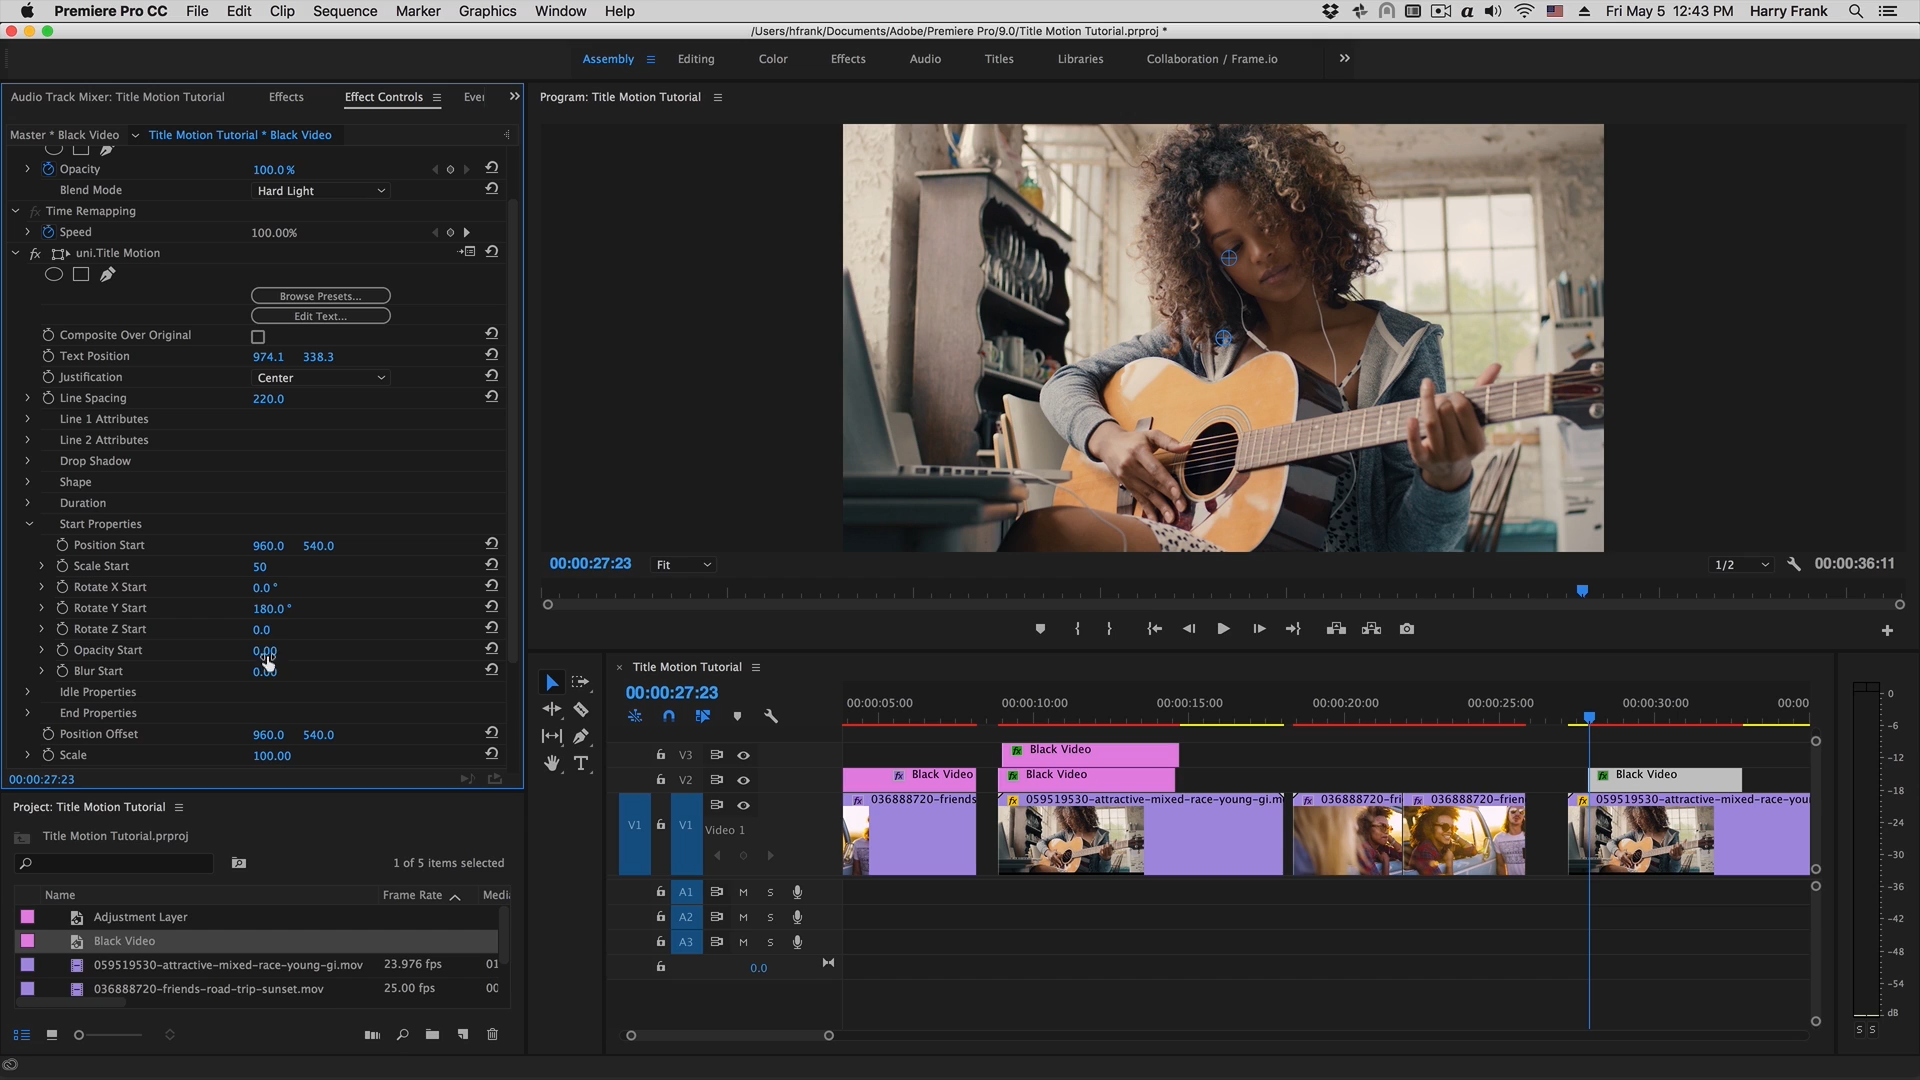 Premiere Pro CC File Edit Clip Sequence Marker Graphics Window Help
a Fri May 5 12:43 PM Harry Frank
/Users/hfrank/Documents/Adobe/Premiere Pro/9.0/Title Motion Tutorial.prproj *
Assembly Editing Color Effects Audio Titles Libraries Collaboration / Frame.io
Audio Track Mixer: Title Motion Tutorial Effects Effect Controls
Master * Black Video Title Motion Tutorial * Black Video
Opacity 100.0 %
Blend Mode Hard Light
fx Time Remapping
Speed 100.00%
fx uni.Title Motion
Browse Presets...
Edit Text...
Composite Over Original
Text Position 974.1 338.3
Justification Center
Line Spacing 220.0
Line 1 Attributes
Line 2 Attributes
Drop Shadow
Shape
Duration
Start Properties
Position Start 960.0 540.0
Scale Start 50
Rotate X Start 0.0 °
Rotate Y Start 180.0 °
Rotate Z Start 0.0
Opacity Start 0.00
Blur Start 0.00
Idle Properties
End Properties
Position Offset 960.0 540.0
Scale 100.00
00:00:27:23
Program: Title Motion Tutorial
00:00:27:23 Fit 1/2 00:00:36:11
Project: Title Motion Tutorial
Title Motion Tutorial.prproj
1 of 5 items selected
Name Frame Rate Media
Adjustment Layer
Black Video
059519530-attractive-mixed-race-young-gi.mov 23.976 fps 01
036888720-friends-road-trip-sunset.mov 25.00 fps 00
× Title Motion Tutorial
00:00:27:23
00:00:05:00 00:00:10:00 00:00:15:00 00:00:20:00 00:00:25:00 00:00:30:00 00:00
V3 fx Black Video
V2 fx Black Video fx Black Video fx Black Video
V1 V1 Video 1
fx 036888720-friends fx 059519530-attractive-mixed-race-young-gi.m fx 036888720-fri fx 036888720-frien fx 059519530-attractive-mixed-race-you
A1 M S
A2 M S
A3 M S
0.0
0
-6
-12
-18
-24
-30
-36
-42
-48
-54
dB
S S